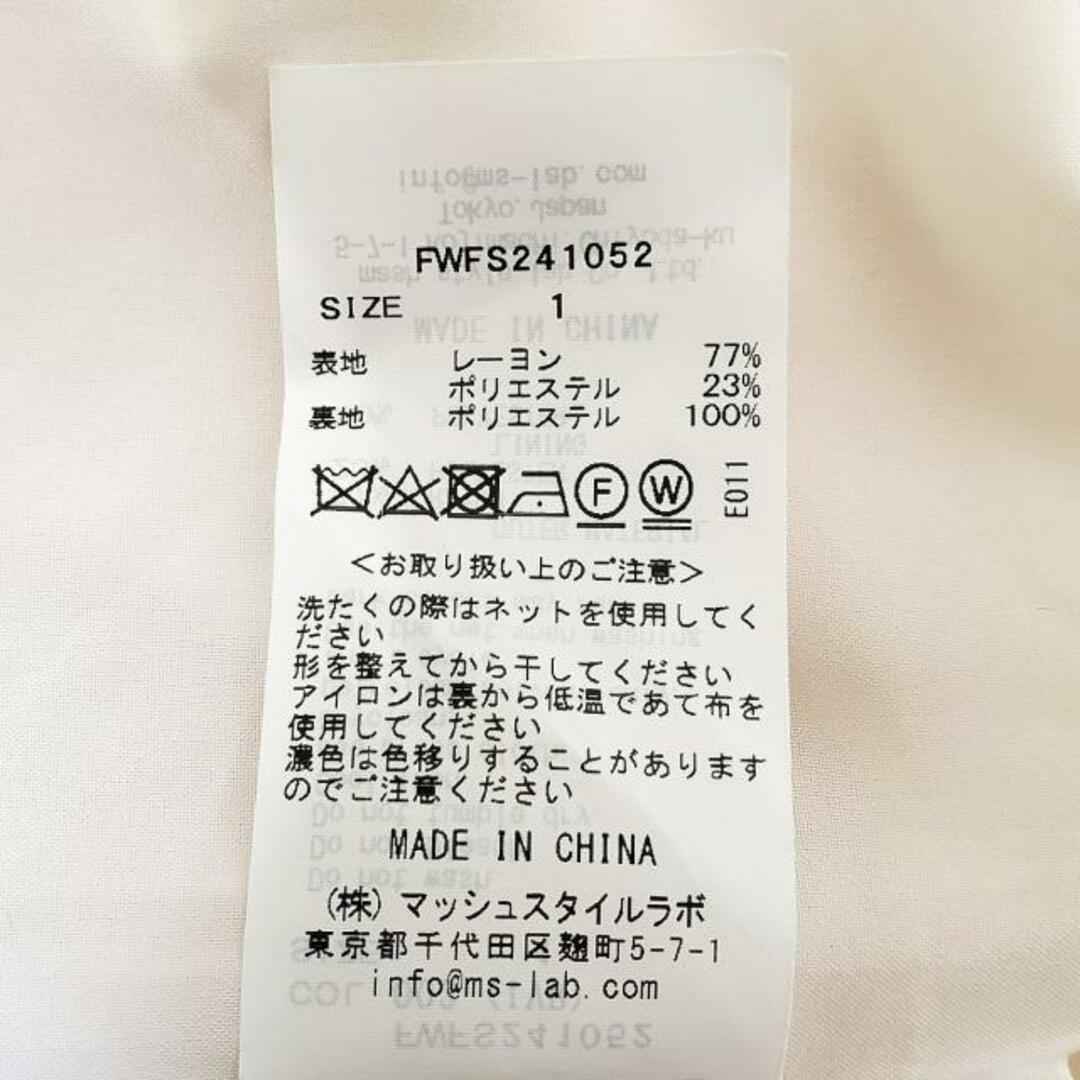 FWFS241052
SIZE 1
表地 レーヨン 77%
ポリエステル 23%
裏地 ポリエステル 100%
F W E011
<お取り扱い上のご注意>
洗たくの際はネットを使用してく
ださい
形を整えてから干してください
アイロンは裏から低温であて布を
使用してください
濃色は色移りすることがあります
のでご注意ください
MADE IN CHINA
(株)マッシュスタイルラボ
東京都千代田区麹町5-7-1
info@ms-lab.com